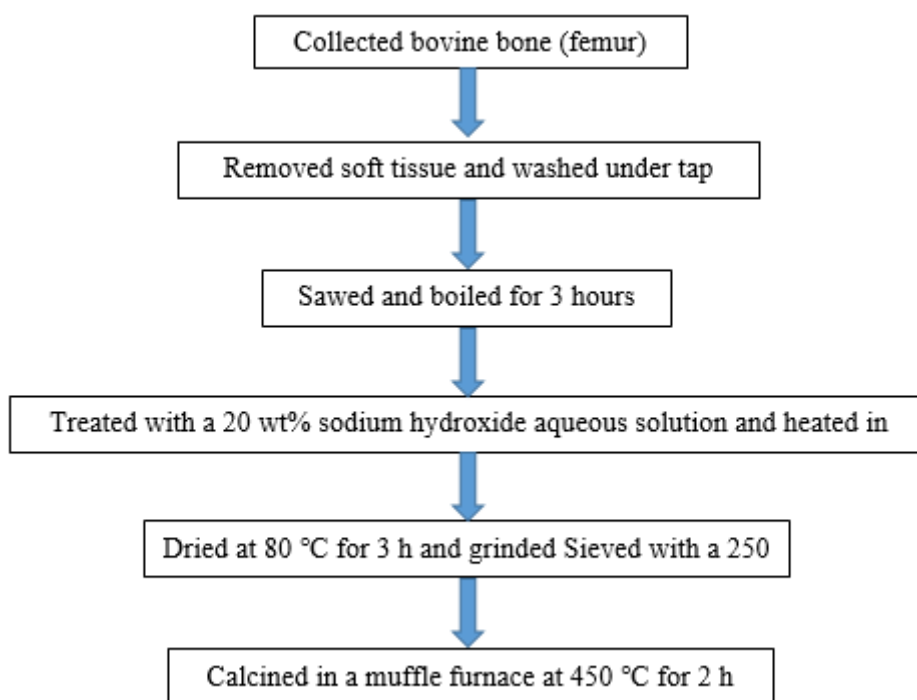 Collected bovine bone (femur)
Removed soft tissue and washed under tap
Sawed and boiled for 3 hours
Treated with a 20 wt% sodium hydroxide aqueous solution and heated in
Dried at 80 °C for 3 h and grinded Sieved with a 250
Calcined in a muffle furnace at 450 °C for 2 h